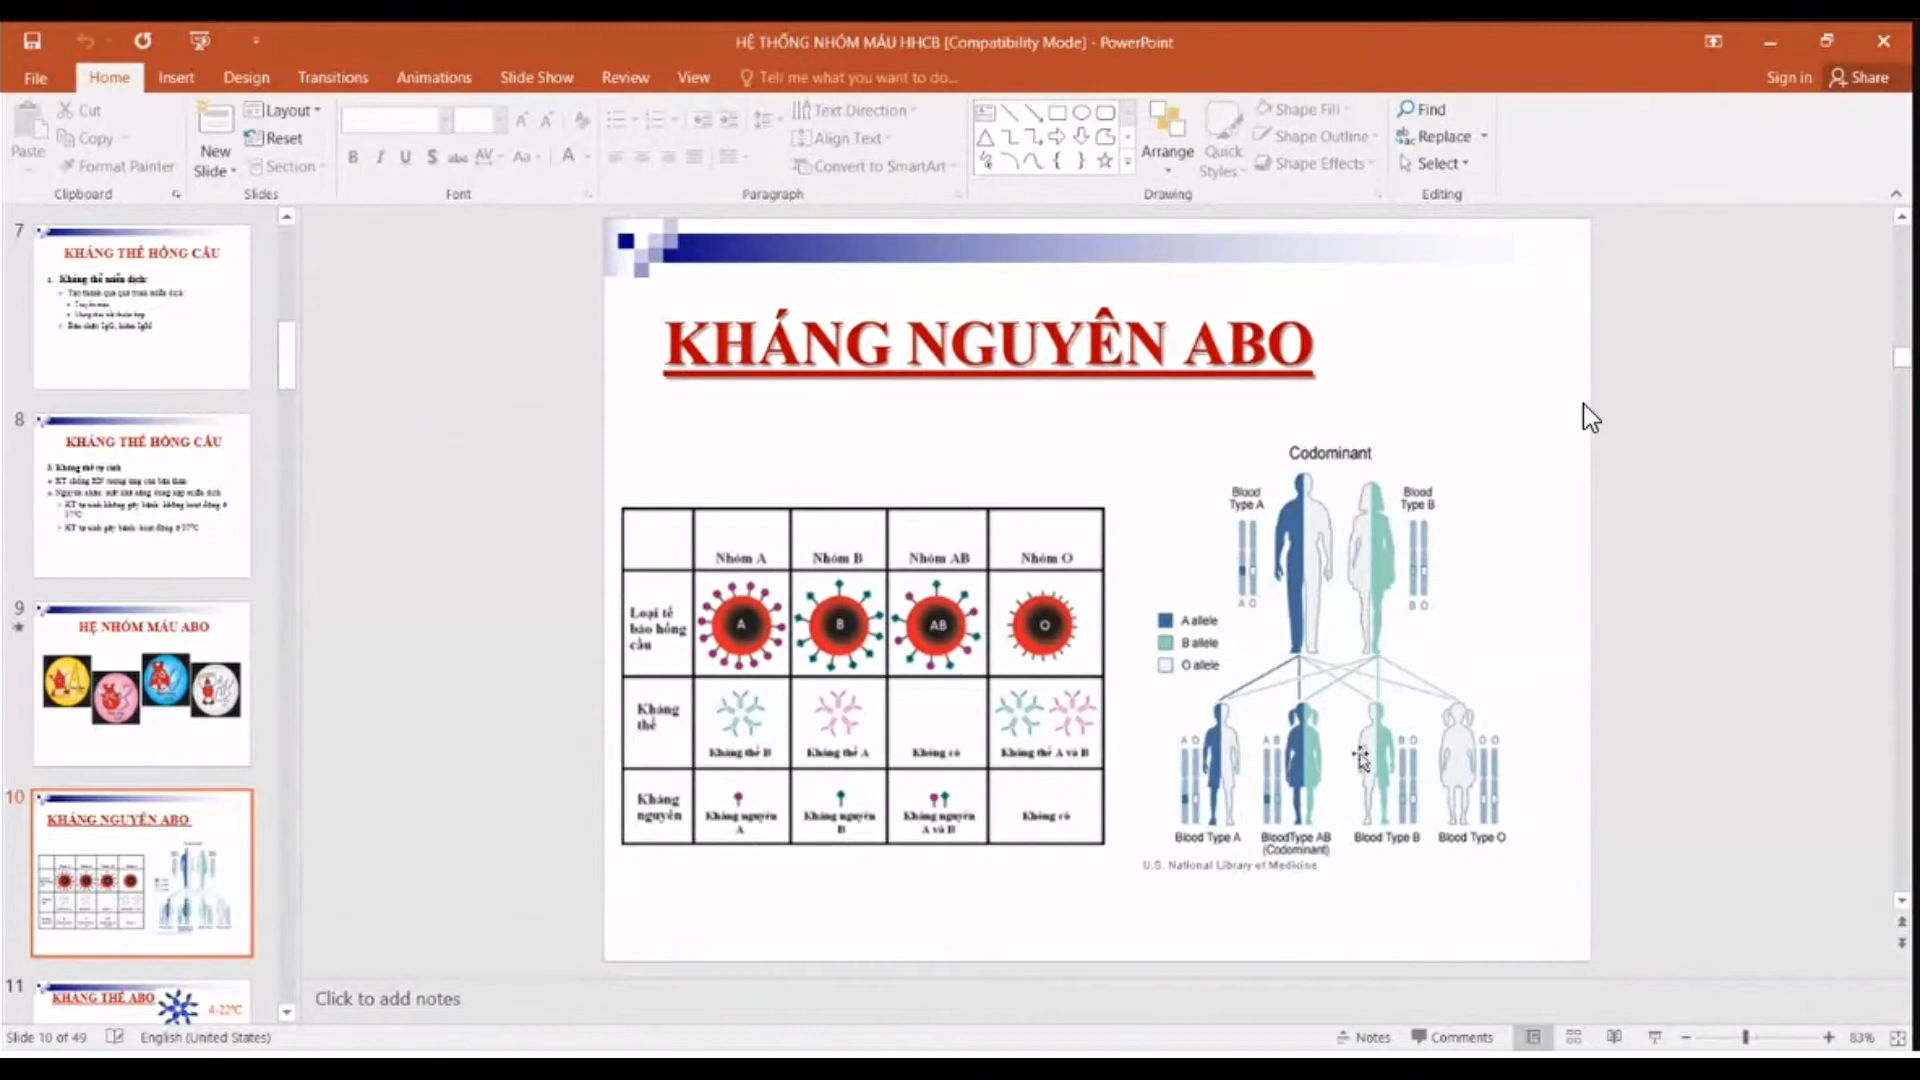 HỆ THỐNG NHÓM MÁU HHCB [Compatibility Mode] - PowerPoint
File Home Insert Design Transitions Animations Slide Show Review View Tell me what you want to do... Sign in Share
Paste
Cut
Copy
Format Painter
Clipboard
New Slide
Layout
Reset
Section
Slides
B I U S abc AV Aa A
Font
Text Direction
Align Text
Convert to SmartArt
Paragraph
Arrange
Quick Styles
Shape Fill
Shape Outline
Shape Effects
Drawing
Find
Replace
Select
Editing
7
KHÁNG THỂ HỒNG CẦU
Kháng thể miễn dịch:
8
KHÁNG THỂ HỒNG CẦU
9
HỆ NHÓM MÁU ABO
10
KHÁNG NGUYÊN ABO
11
KHÁNG THỂ ABO
4-22°C
KHÁNG NGUYÊN ABO
Nhóm A Nhóm B Nhóm AB Nhóm O
Loại tế
bào hồng
cầu
A B AB O
Kháng
thể
Kháng thể B Kháng thể A Không có Kháng thể A và B
Kháng
nguyên
Kháng nguyên
A
Kháng nguyên
B
Kháng nguyên
A và B
Không có
Codominant
Blood
Type A
Blood
Type B
A O
B O
A allele
B allele
O allele
A O A B B O O O
Blood Type A
BloodType AB
(Codominant)
Blood Type B
Blood Type O
U.S. National Library of Medicine
Click to add notes
Slide 10 of 49 English (United States) Notes Comments 83%